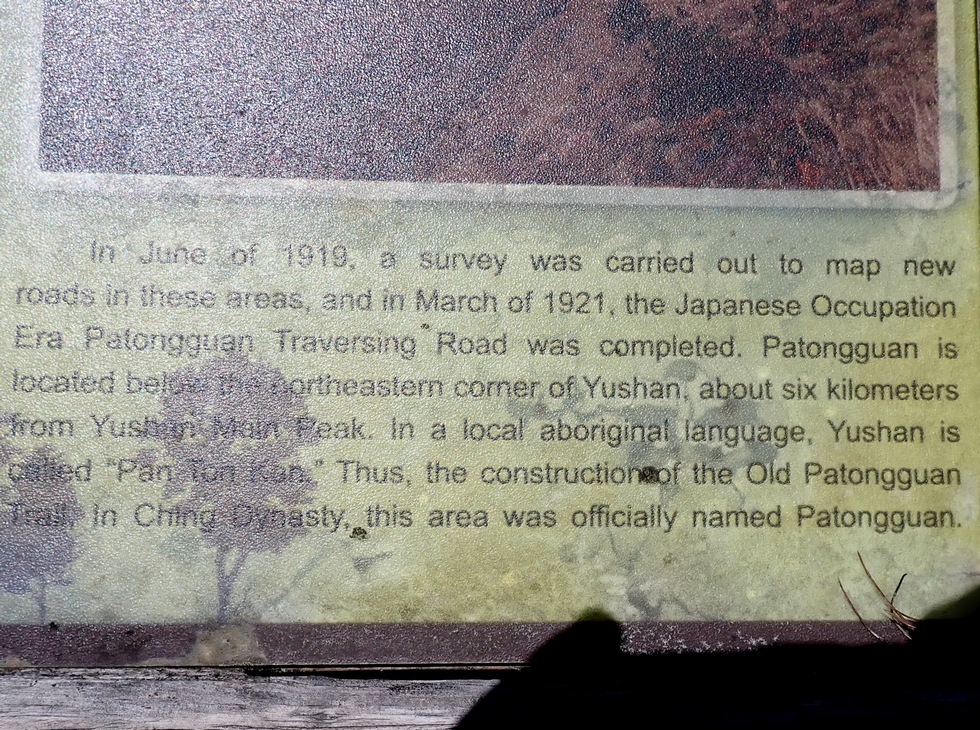 In June of 1919, a survey was carried out to map new
roads in these areas, and in March of 1921, the Japanese Occupation
Era Patongguan Traversing Road was completed. Patongguan is
located below the northeastern corner of Yushan, about six kilometers
from Yushan Main Peak. In a local aboriginal language, Yushan is
called "Pan Ton Kan." Thus, the construction of the Old Patongguan
Trail. In Ching Dynasty, this area was officially named Patongguan.